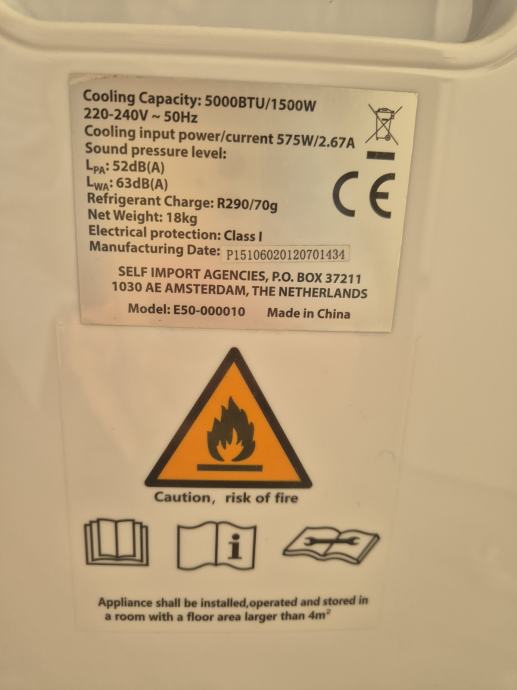 Cooling Capacity: 5000BTU/1500W
220-240V ~ 50Hz
Cooling input power/current 575W/2.67A
Sound pressure level:
LPA: 52dB(A)
LWA: 63dB(A)
Refrigerant Charge: R290/70g
Net Weight: 18kg
Electrical protection: Class I
Manufacturing Date: P15106020120701434
CE
SELF IMPORT AGENCIES, P.O. BOX 37211
1030 AE AMSTERDAM, THE NETHERLANDS
Model: E50-000010 Made in China
Caution, risk of fire
i
Appliance shall be installed,operated and stored in
a room with a floor area larger than 4m²